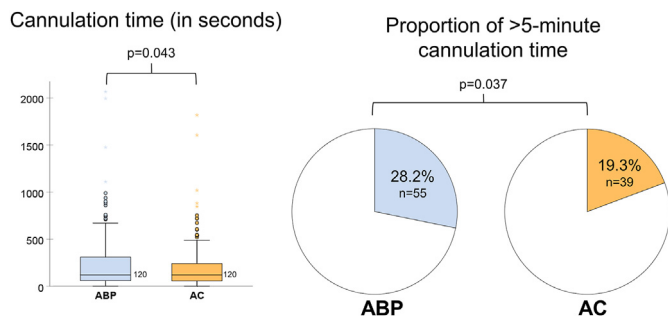 Cannulation time (in seconds)
p=0.043
2000
1500
1000
500
0
120
120
ABP
AC
Proportion of >5-minute
cannulation time
p=0.037
28.2%
n=55
19.3%
n=39
ABP
AC